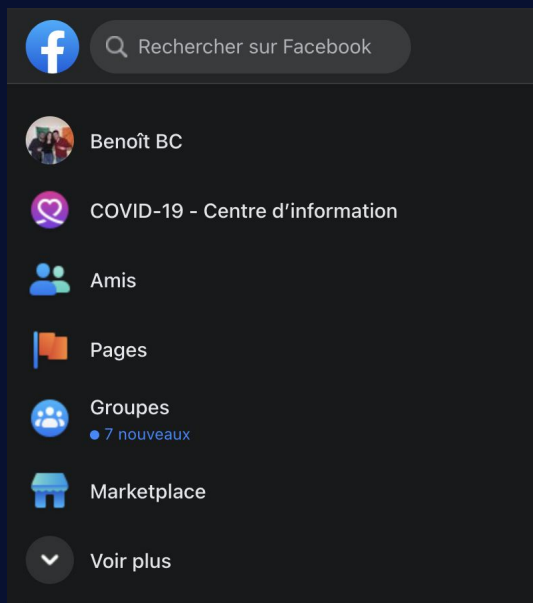 Rechercher sur Facebook
Benoît BC
COVID-19 - Centre d’information
Amis
Pages
Groupes
7 nouveaux
Marketplace
Voir plus